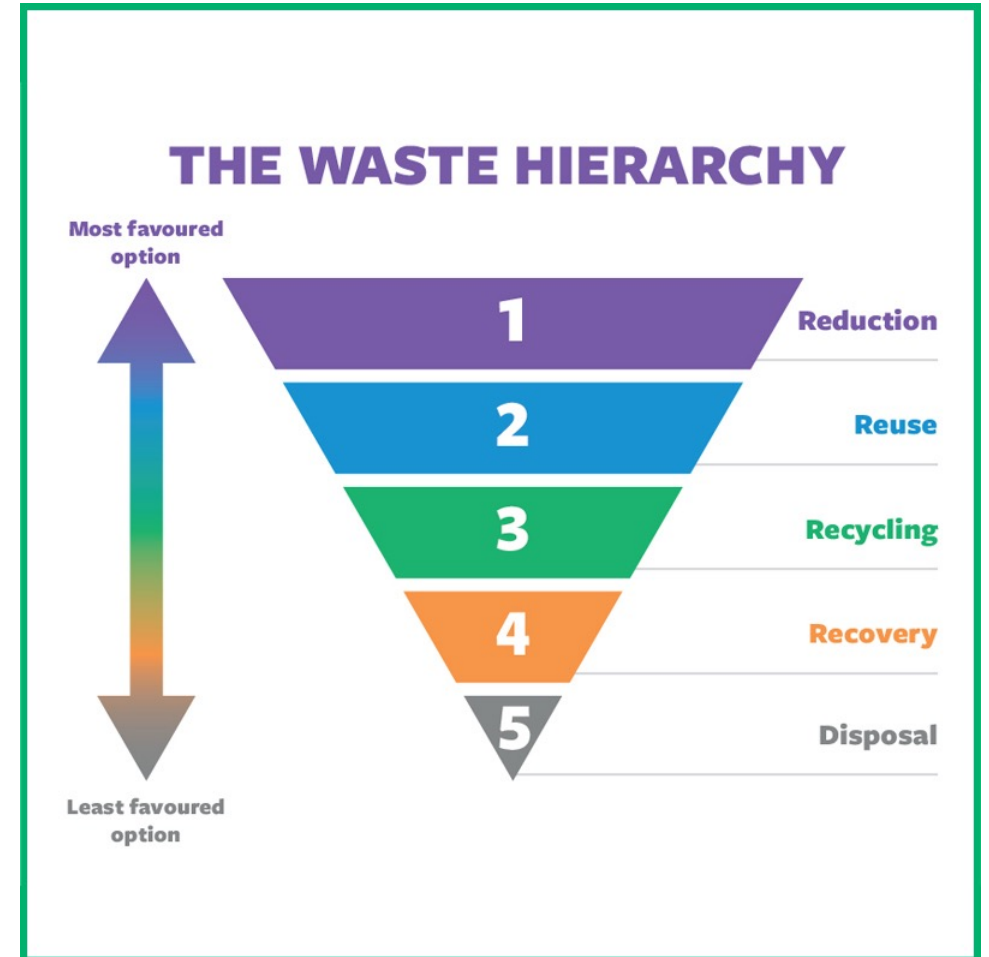 THE WASTE HIERARCHY
Most favoured
option
1
Reduction
2
Reuse
3
Recycling
4
Recovery
5
Disposal
Least favoured
option